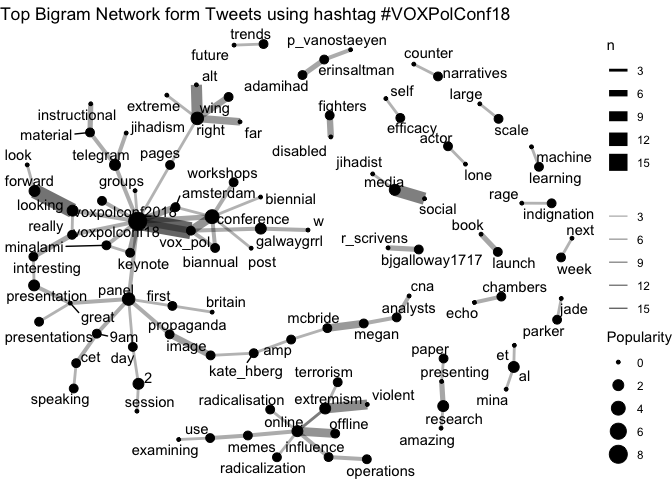 Top Bigram Network form Tweets using hashtag #VOXPolConf18
trends
future
p_vanostaeyen
erinsaltman
adamihad
counter
narratives
n
3
6
9
12
15
alt
extreme
wing
right
far
fighters
disabled
self
efficacy
large
scale
instructional
material
jihadism
telegram
pages
actor
lone
machine
learning
look
forward
looking
really
groups
workshops
amsterdam
biennial
voxpolconf2018
voxpolconf18
conference
vox_pol
w
galwaygrrl
biannual
post
jihadist
media
social
rage
indignation
3
6
9
12
15
minalami
interesting
keynote
r_scrivens
bjgalloway1717
book
launch
next
week
presentation
panel
first
britain
great
presentations
9am
propaganda
image
cet
day
speaking
2
session
kate_hberg
amp
mcbride
megan
analysts
cna
chambers
echo
jade
parker
Popularity
0
2
4
6
8
paper
presenting
research
amazing
et
al
mina
terrorism
radicalisation
extremism
violent
online
offline
use
examining
memes
influence
radicalization
operations